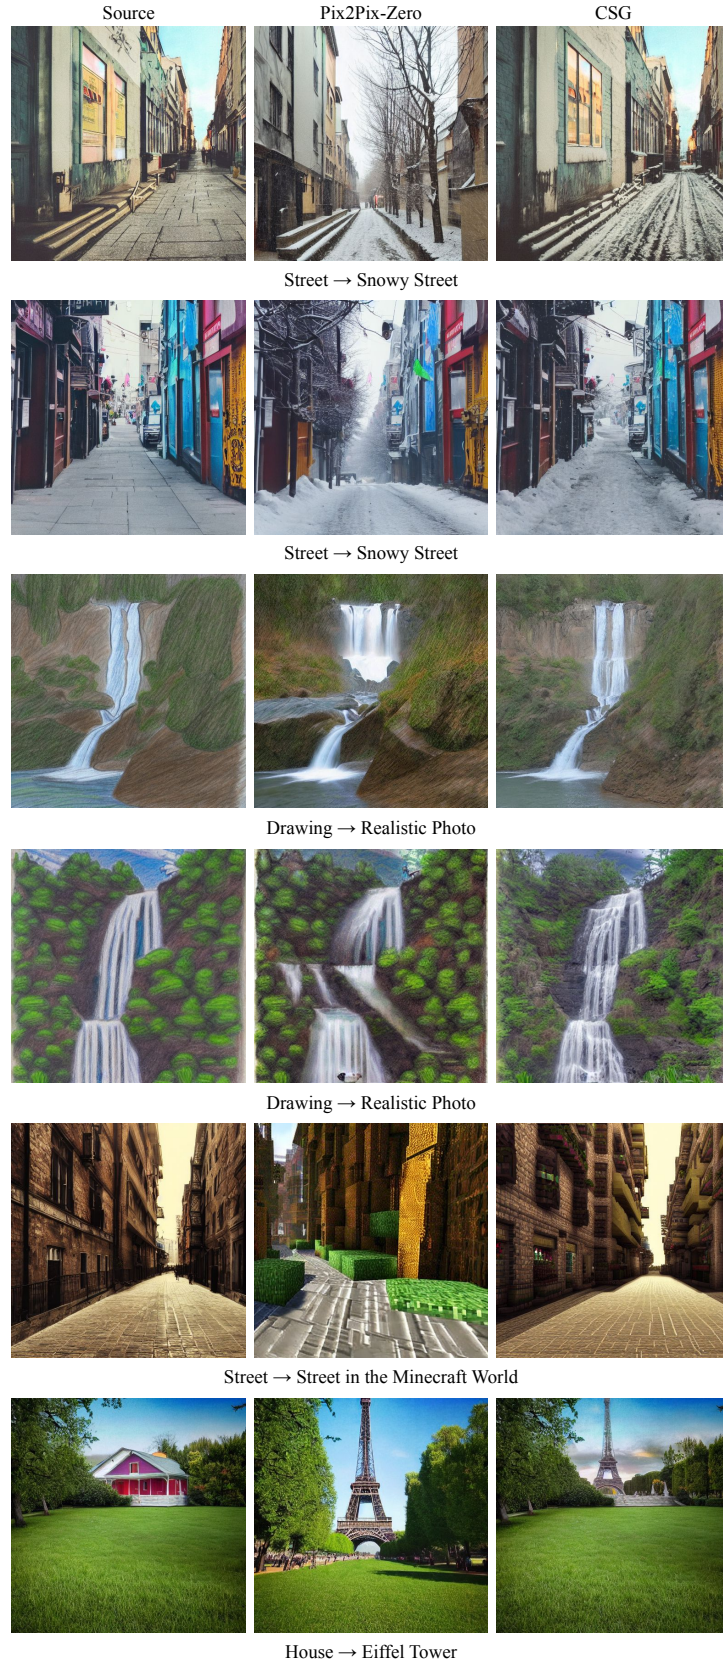 Source Pix2Pix-Zero CSG
Street → Snowy Street
Street → Snowy Street
Drawing → Realistic Photo
Drawing → Realistic Photo
Street → Street in the Minecraft World
House → Eiffel Tower